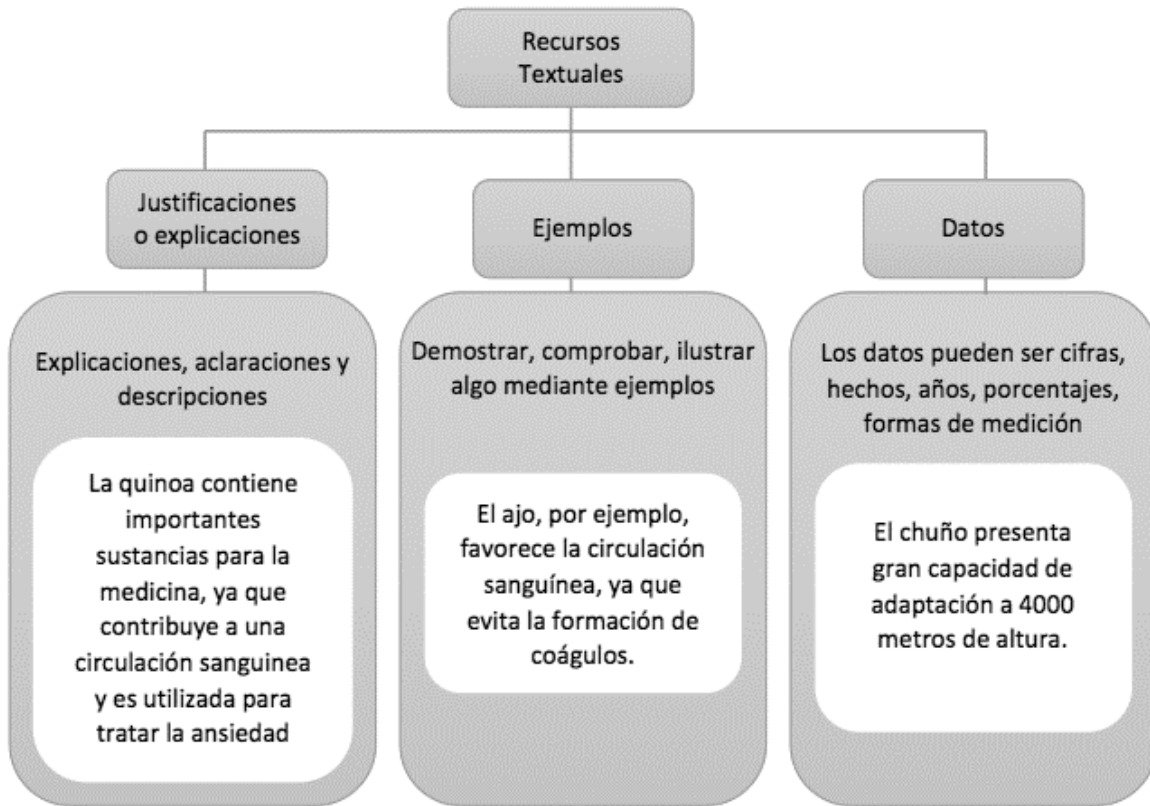 Recursos
Textuales
Justificaciones
o explicaciones
Explicaciones, aclaraciones y
descripciones
La quinoa contiene
importantes
sustancias para la
medicina, ya que
contribuye a una
circulación sanguinea
y es utilizada para
tratar la ansiedad
Ejemplos
Demostrar, comprobar, ilustrar
algo mediante ejemplos
El ajo, por ejemplo,
favorece la circulación
sanguínea, ya que
evita la formación de
coágulos.
Datos
Los datos pueden ser cifras,
hechos, años, porcentajes,
formas de medición
El chuño presenta
gran capacidad de
adaptación a 4000
metros de altura.